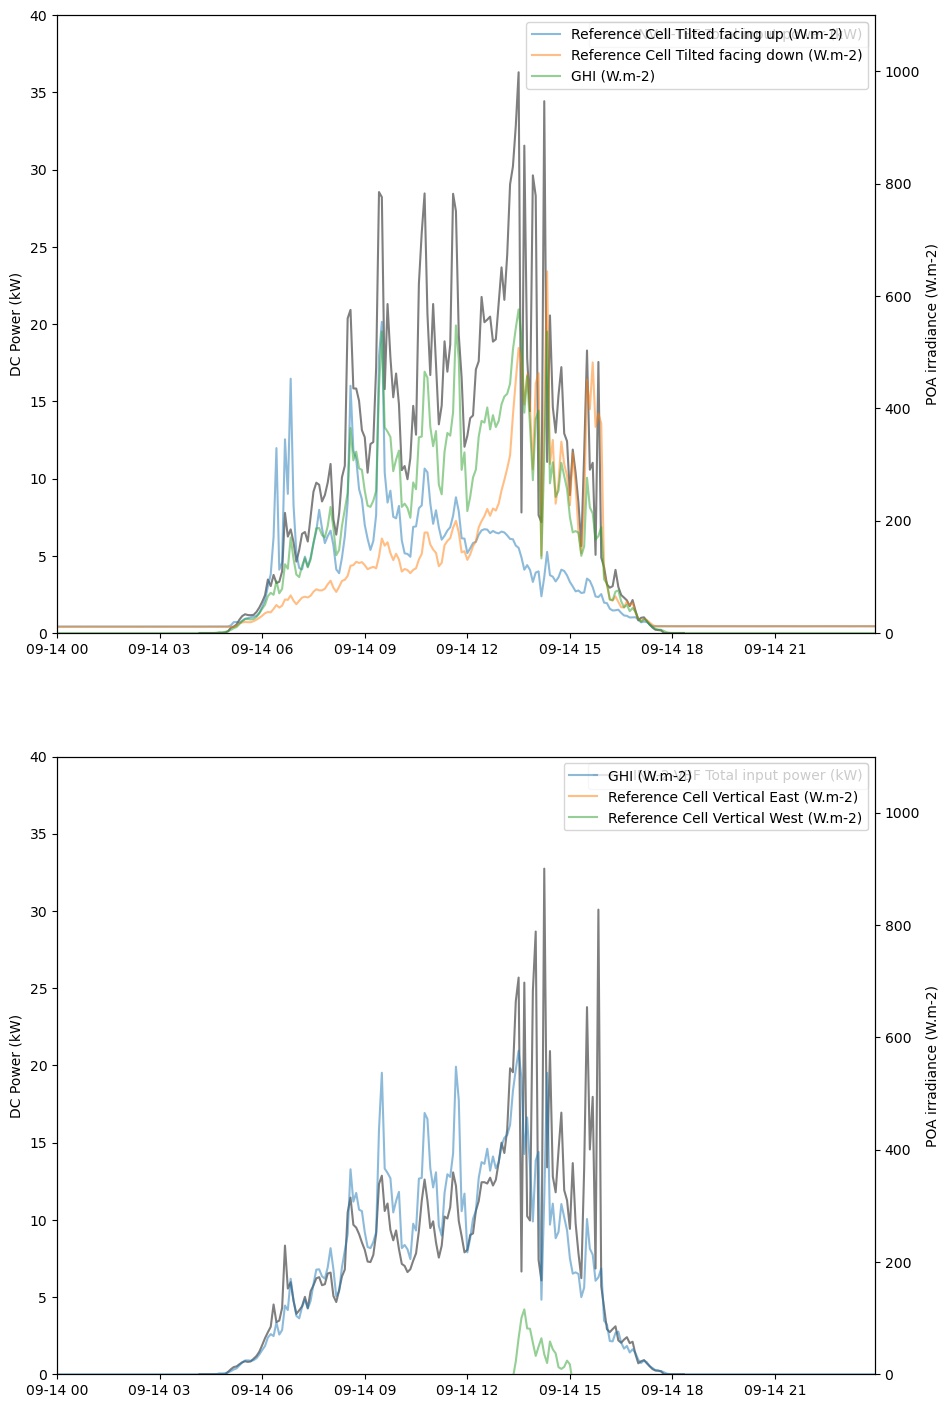 40
35
30
25
20
15
10
5
0
DC Power (kW)
Reference Cell Tilted facing up (W.m-2)
Reference Cell Tilted facing down (W.m-2)
GHI (W.m-2)
1000
800
600
400
200
0
POA irradiance (W.m-2)
09-14 00 09-14 03 09-14 06 09-14 09 09-14 12 09-14 15 09-14 18 09-14 21
40
35
30
25
20
15
10
5
0
DC Power (kW)
GHI (W.m-2)
Total input power (kW)
Reference Cell Vertical East (W.m-2)
Reference Cell Vertical West (W.m-2)
1000
800
600
400
200
0
POA irradiance (W.m-2)
09-14 00 09-14 03 09-14 06 09-14 09 09-14 12 09-14 15 09-14 18 09-14 21